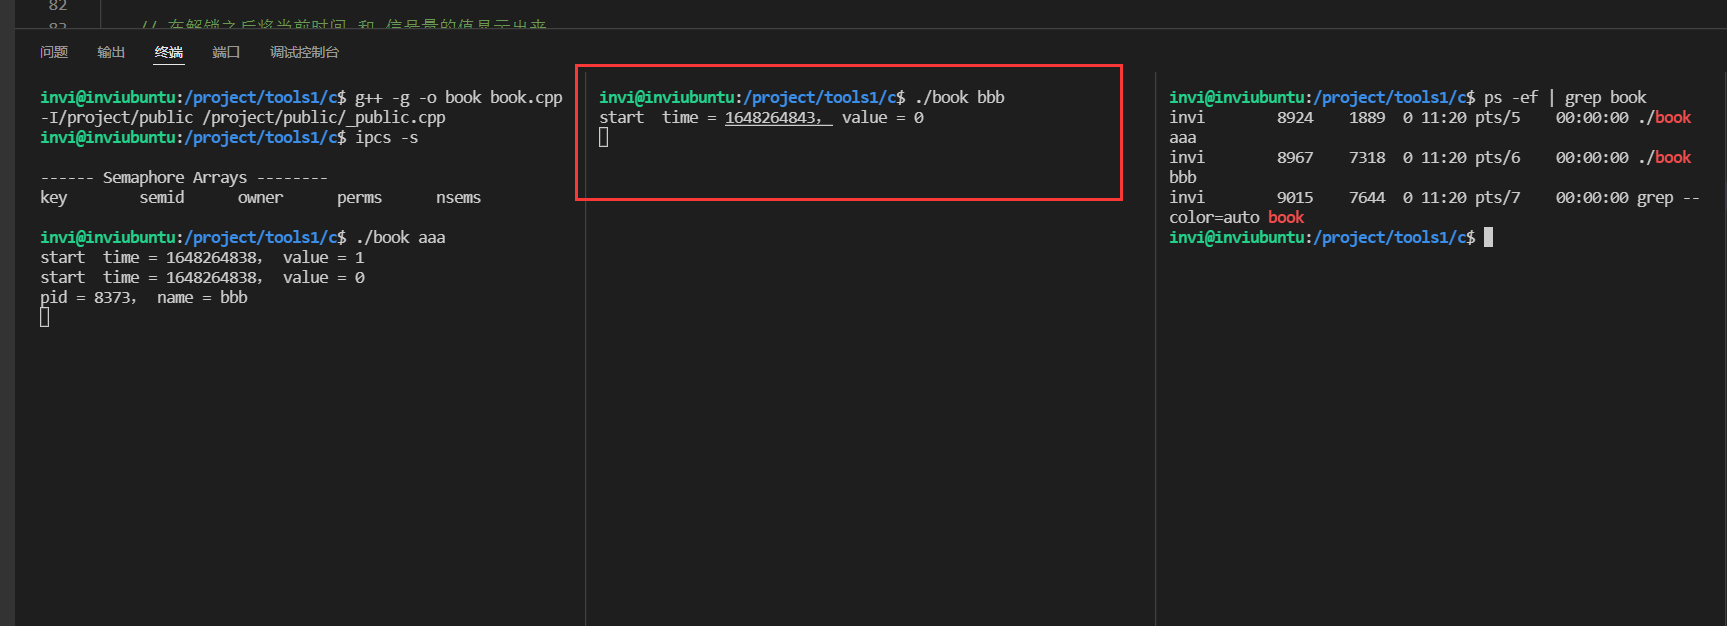 82
83
// 在解锁之后将当前时间 和 信号量的值显示出来
问题 输出 终端 端口 调试控制台
invi@inviubuntu:/project/tools1/c$ g++ -g -o book book.cpp
-I/project/public /project/public/_public.cpp
invi@inviubuntu:/project/tools1/c$ ipcs -s
------ Semaphore Arrays --------
key semid owner perms nsems
invi@inviubuntu:/project/tools1/c$ ./book aaa
start time = 1648264838, value = 1
start time = 1648264838, value = 0
pid = 8373, name = bbb
invi@inviubuntu:/project/tools1/c$ ./book bbb
start time = 1648264843, value = 0
invi@inviubuntu:/project/tools1/c$ ps -ef | grep book
invi 8924 1889 0 11:20 pts/5 00:00:00 ./book
aaa
invi 8967 7318 0 11:20 pts/6 00:00:00 ./book
bbb
invi 9015 7644 0 11:20 pts/7 00:00:00 grep --
color=auto book
invi@inviubuntu:/project/tools1/c$